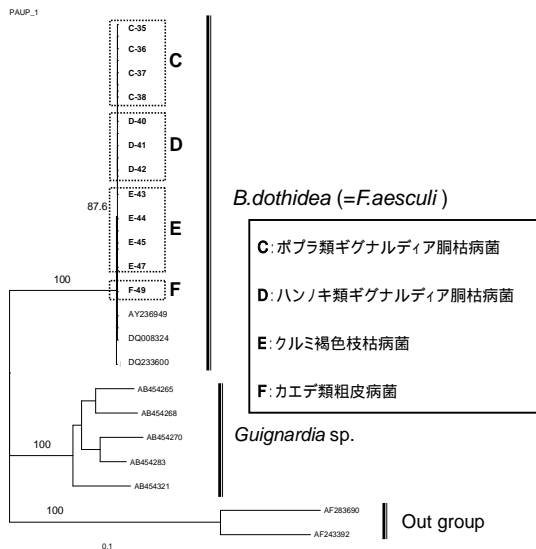 PAUP_1
C-35
C-36
C-37
C-38
C
D-40
D-41
D-42
D
87.6
E-43
E-44
E-45
E-47
E
100
F-49
F
AY236949
DQ008324
DQ233600
B.dothidea (=F.aesculi )
C:ポプラ類ギグナルディア胴枯病菌
D:ハンノキ類ギグナルディア胴枯病菌
E:クルミ褐色枝枯病菌
F:カエデ類粗皮病菌
AB454265
AB454268
AB454270
100
AB454283
AB454321
Guignardia sp.
100
AF283690
AF243392
Out group
0.1